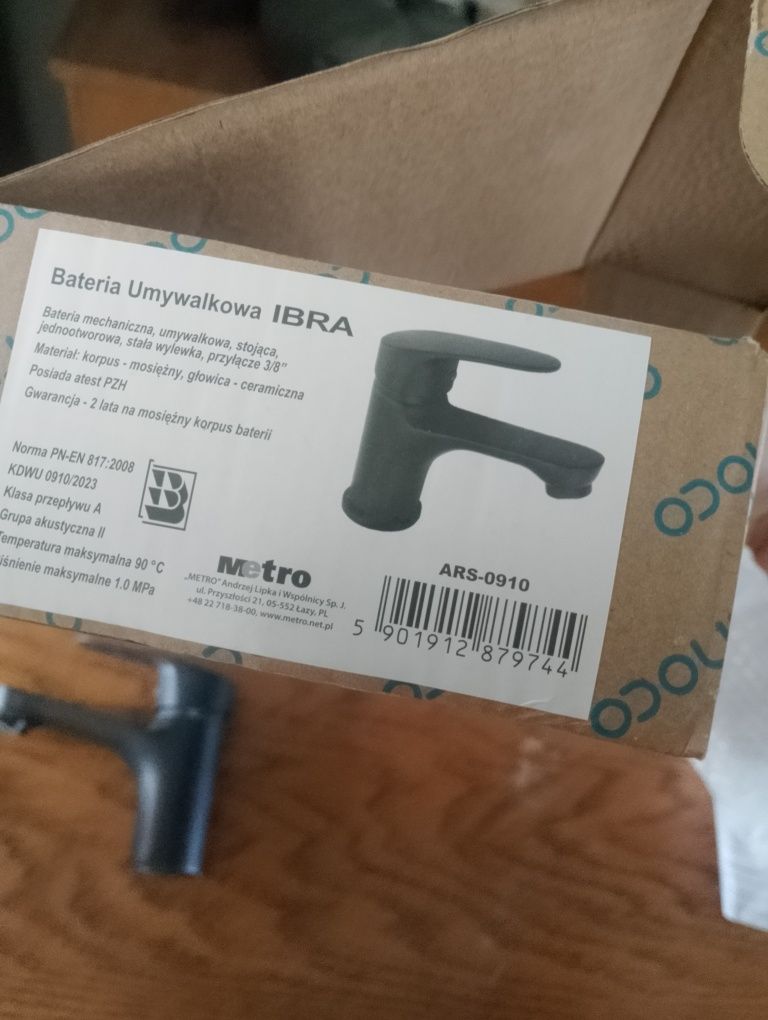 Bateria Umywalkowa IBRA
Bateria mechaniczna, umywalkowa, stojąca,
jednootworowa, stała wylewka, przyłącze 3/8"
Materiał: korpus - mosiężny, głowica - ceramiczna
Posiada atest PZH
Gwarancja - 2 lata na mosiężny korpus baterii
Norma PN-EN 817:2008
KDWU 0910/2023
Klasa przepływu A
Grupa akustyczna II
Temperatura maksymalna 90 °C
iśnienie maksymalne 1.0 MPa
B
Metro
„METRO" Andrzej Lipka i Wspólnicy Sp. J.
ul. Przyszłości 21, 05-552 Łazy, PL
+48 22 718-38-00, www.metro.net.pl
ARS-0910
5 901912 879744